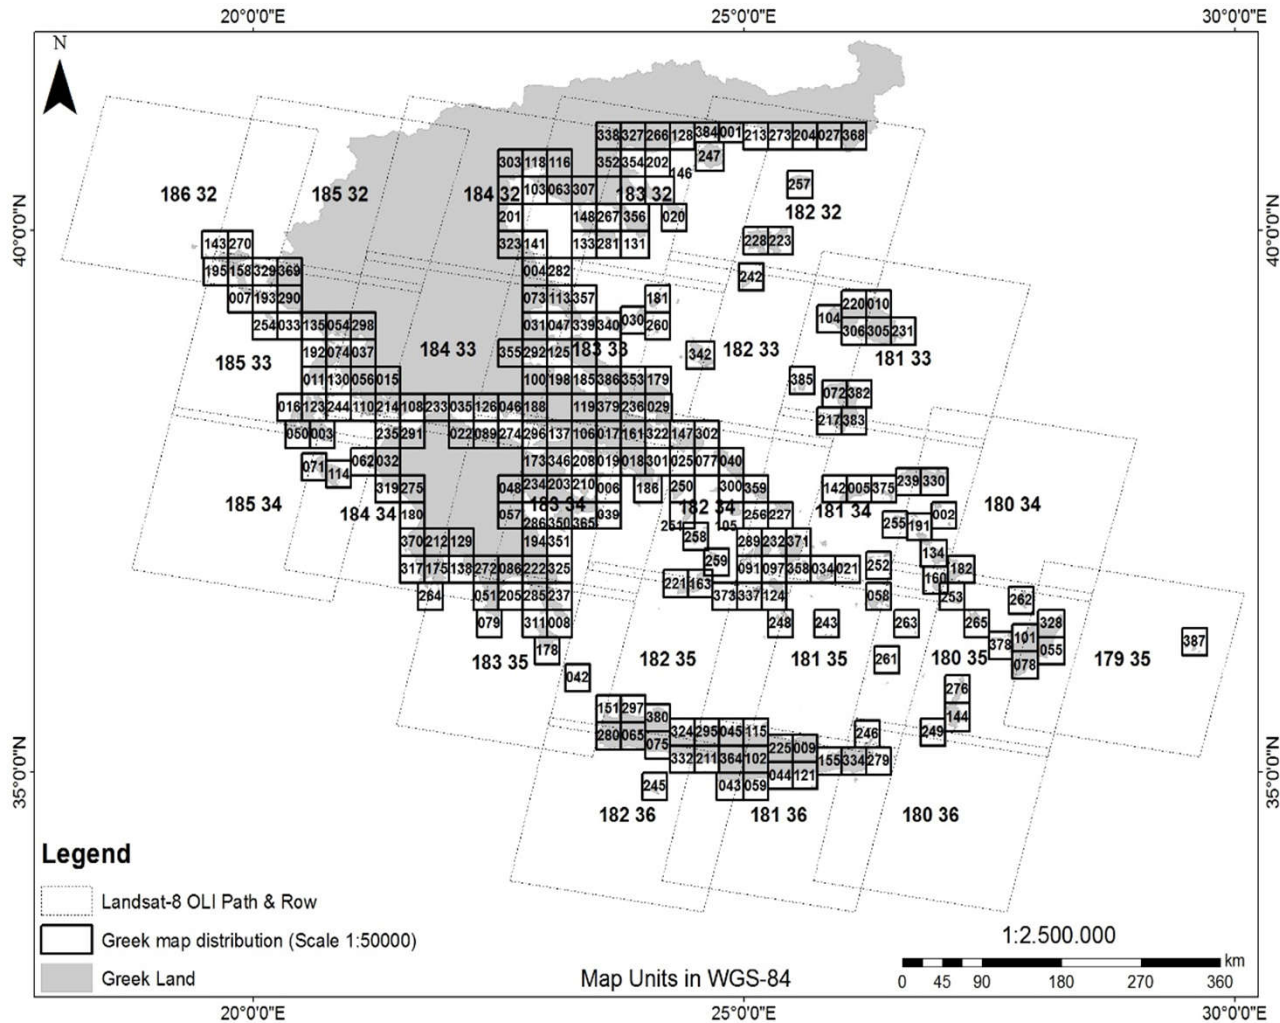 20°0'0"E 25°0'0"E 30°0'0"E
N
338 327 266 128 384 001 213 273 204 027 368
303 118 116 352 354 202 247
146
103 063 307 257
186 32 185 32 184 32 183 32 182 32
201 148 267 356 020
40°0'0"N 40°0'0"N
143 270 323 141 133 281 131 228 223
195 158 329 369 004 282 242
007 193 290 073 113 357 181 220 010
104
254 033 135 054 298 031 047 339 340 030 260 306 305 231
192 074 037 355 292 125 342
185 33 184 33 183 33 182 33 181 33
011 130 056 015 100 198 185 386 353 179 385
072 382
016 123 244 110 214 108 233 035 126 046 188 119 379 236 029
217 383
050 003 235 291 022 089 274 296 137 106 017 161 322 147 302
071 114 062 032 173 346 208 019 018 301 025 077 040
319 275 048 234 203 210 006 186 250 300 359 142 005 375 239 330
185 34 184 34 183 34 182 34 181 34 180 34
180 057 286 350 365 039 251 105 256 227 255 191 002
258
370 212 129 194 351 289 232 371 134
317 175 138 272 086 222 325 259 091 097 358 034 021 252 182
221 163 160
264 051 205 285 237 373 337 124 058 253 262
079 311 008 248 243 263 265 328
378 101 055 387
178 261 078
183 35 182 35 181 35 180 35 179 35
042
276
151 297 380 144
280 065 075 324 295 045 115 246 249
225 009
332 211 364 102 155 334 279
044 121
245 043 059
35°0'0"N 35°0'0"N
182 36 181 36 180 36
Legend
Landsat-8 OLI Path & Row
Greek map distribution (Scale 1:50000)
Greek Land
Map Units in WGS-84
1:2.500.000
km
0 45 90 180 270 360
20°0'0"E 25°0'0"E 30°0'0"E